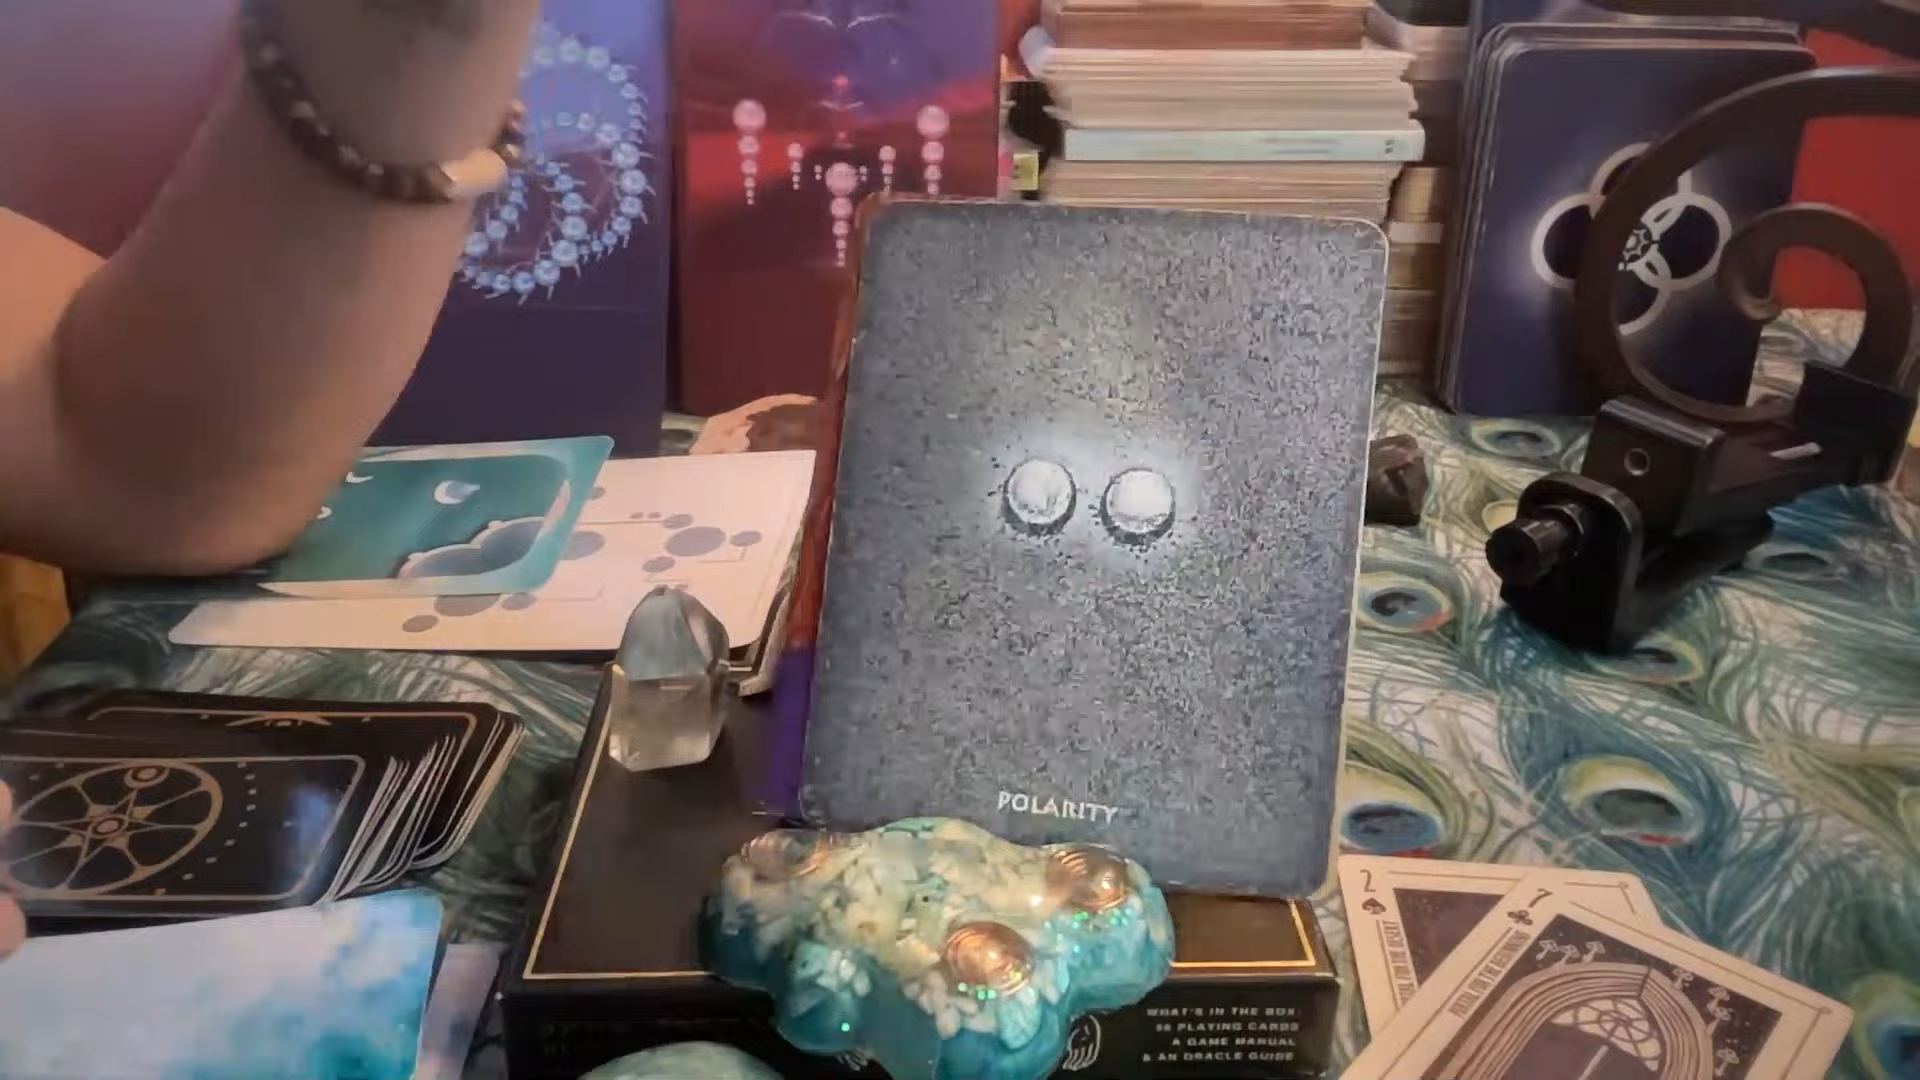 POLARITY
2
7
WHAT'S IN THE BOX:
56 PLAYING CARDS
A GAME MANUAL
& AN ORACLE GUIDE